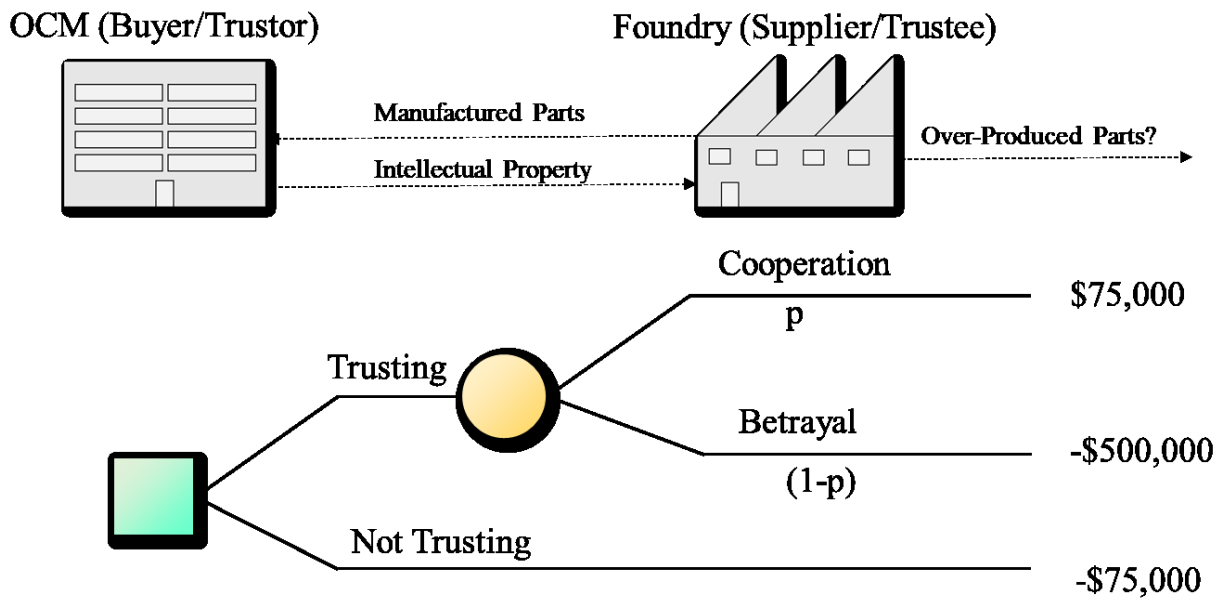 OCM (Buyer/Trustor)
Foundry (Supplier/Trustee)
Manufactured Parts
Intellectual Property
Over-Produced Parts?
Cooperation
p
$75,000
Trusting
Betrayal
(1-p)
-$500,000
Not Trusting
-$75,000